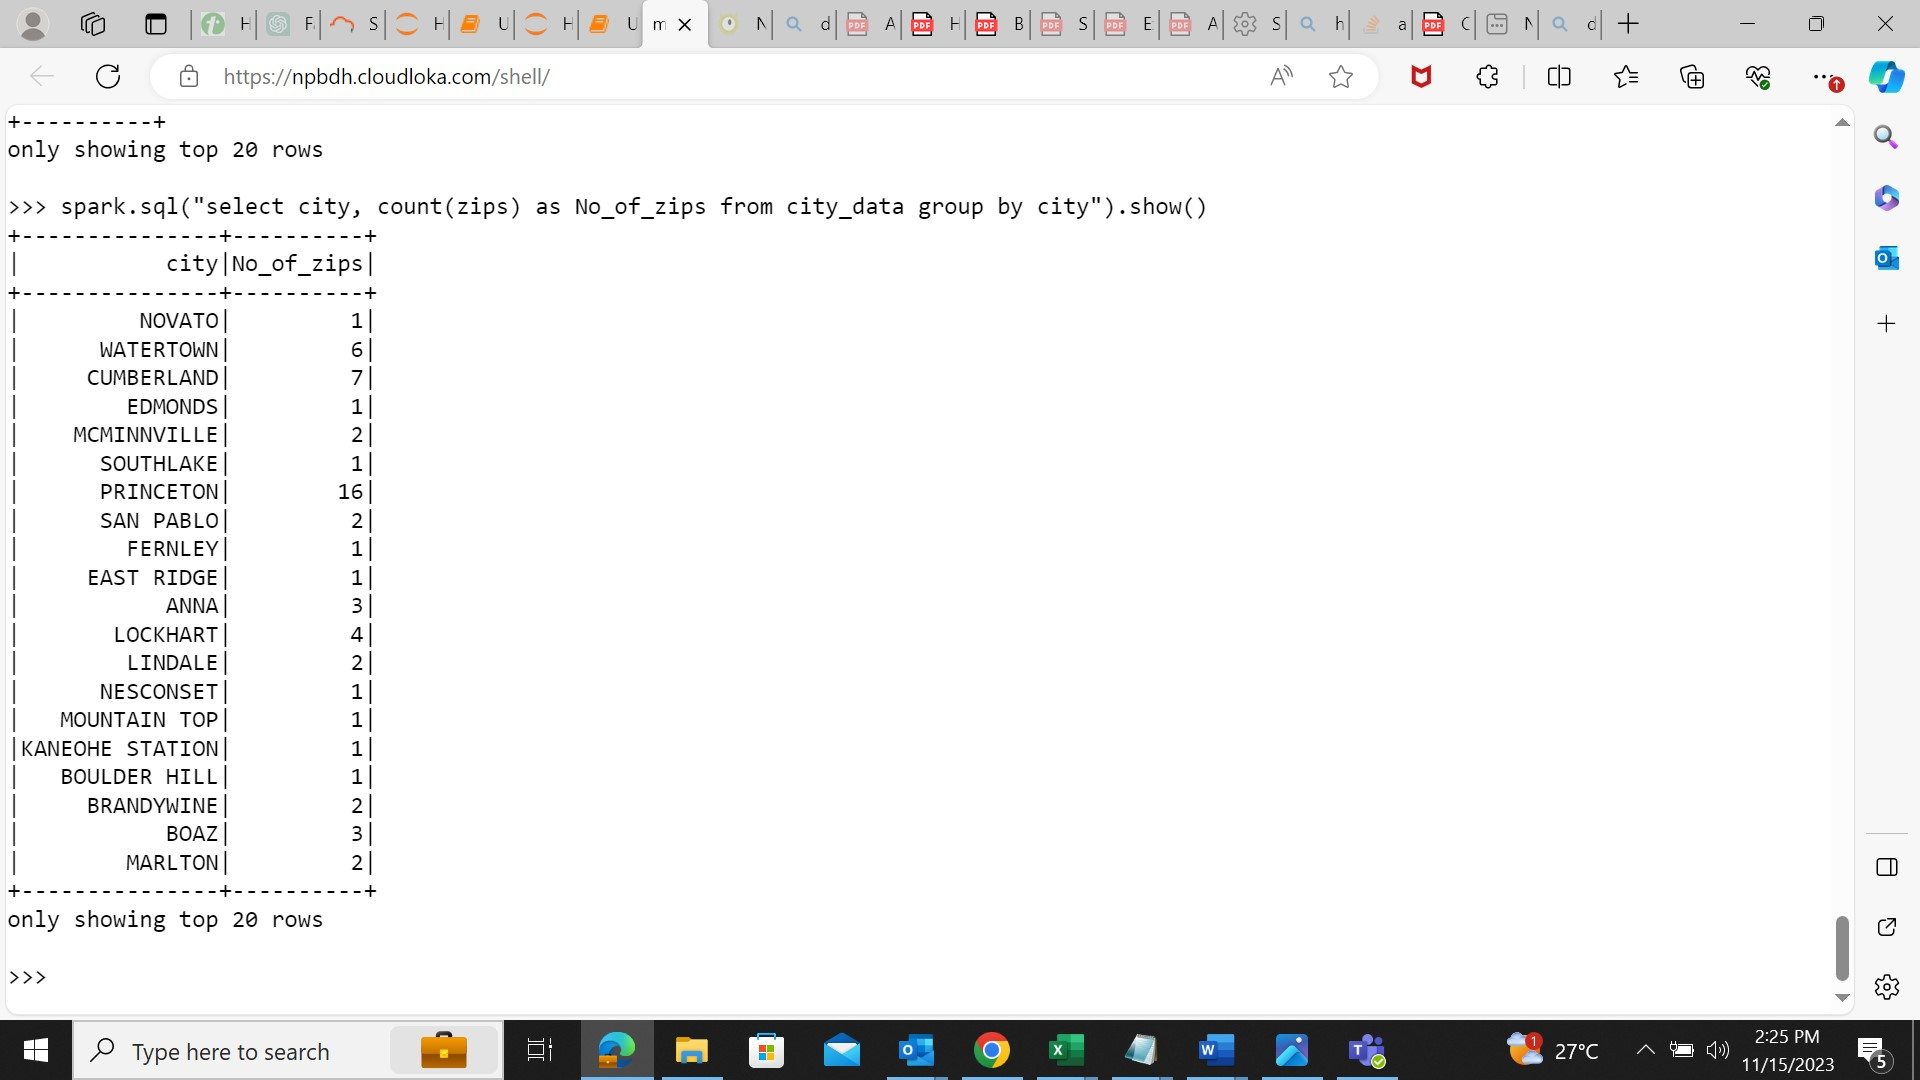 H
F
S
H
U
H
U
m
N
d
A
H
B
S
E
A
S
h
a
C
N
d
https://npbdh.cloudloka.com/shell/
+----------+
only showing top 20 rows
>>> spark.sql("select city, count(zips) as No_of_zips from city_data group by city").show()
+---------------+----------+
|           city|No_of_zips|
+---------------+----------+
|         NOVATO|         1|
|      WATERTOWN|         6|
|     CUMBERLAND|         7|
|        EDMONDS|         1|
|    MCMINNVILLE|         2|
|      SOUTHLAKE|         1|
|      PRINCETON|        16|
|      SAN PABLO|         2|
|        FERNLEY|         1|
|     EAST RIDGE|         1|
|           ANNA|         3|
|       LOCKHART|         4|
|        LINDALE|         2|
|      NESCONSET|         1|
|   MOUNTAIN TOP|         1|
|KANEOHE STATION|         1|
|   BOULDER HILL|         1|
|     BRANDYWINE|         2|
|           BOAZ|         3|
|        MARLTON|         2|
+---------------+----------+
only showing top 20 rows
>>>
Type here to search
1
27°C
2:25 PM
11/15/2023
5